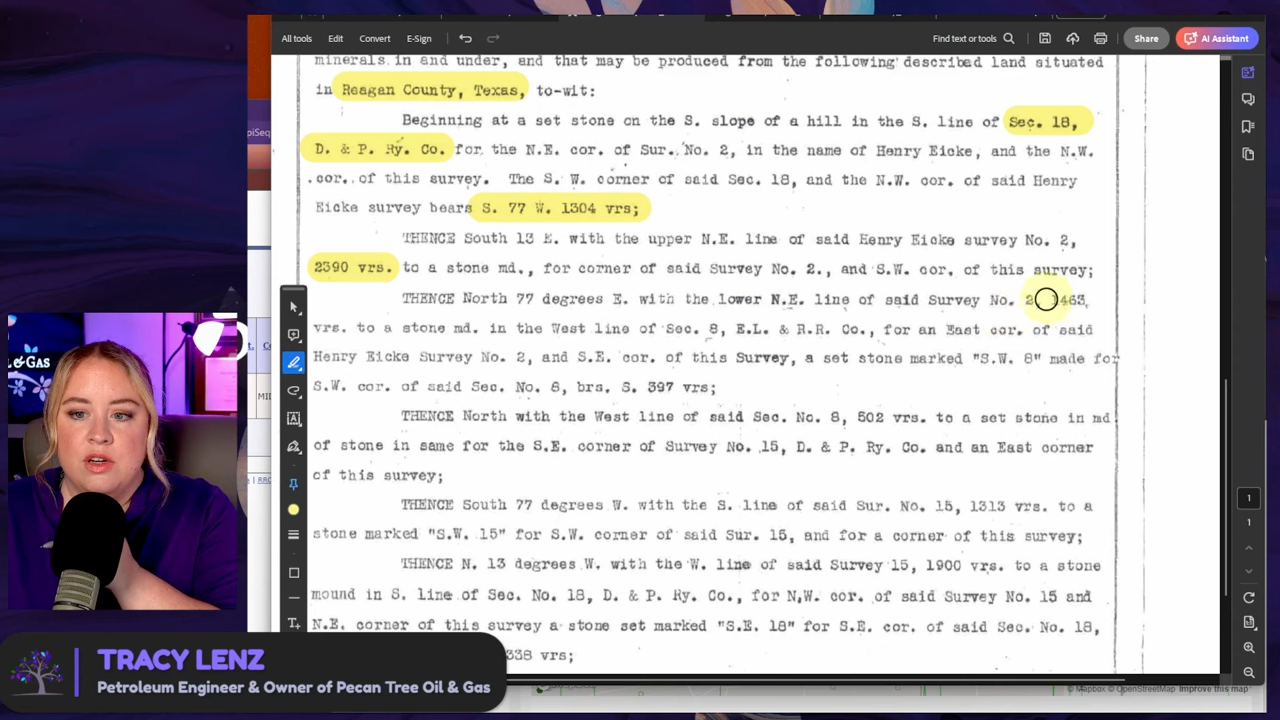 All tools Edit Convert E-Sign Find text or tools Share AI Assistant
minerals in and under, and that may be produced from the following described land situated
in Reagan County, Texas, to-wit:
Beginning at a set stone on the S. slope of a hill in the S. line of Sec. 18,
D. & P. Ry. Co. for the N.E. cor. of Sur. No. 2, in the name of Henry Eicke, and the N.W.
cor. of this survey. The S. W. corner of said Sec. 18, and the N.W. cor. of said Henry
Eicke survey bears S. 77 W. 1304 vrs;
THENCE South 13 E. with the upper N.E. line of said Henry Eicke survey No. 2,
2390 vrs. to a stone md., for corner of said Survey No. 2., and S.W. cor. of this survey;
THENCE North 77 degrees E. with the lower N.E. line of said Survey No. 2, 1463
vrs. to a stone md. in the West line of Sec. 8, E.L. & R.R. Co., for an East cor. of said
Henry Eicke Survey No. 2, and S.E. cor. of this Survey, a set stone marked "S.W. 8" made for
S.W. cor. of said Sec. No. 8, brs. S. 397 vrs;
THENCE North with the West line of said Sec. No. 8, 502 vrs. to a set stone in md
of stone in same for the S.E. corner of Survey No. 15, D. & P. Ry. Co. and an East corner
of this survey;
THENCE South 77 degrees W. with the S. line of said Sur. No. 15, 1313 vrs. to a
stone marked "S.W. 15" for S.W. corner of said Sur. 15, and for a corner of this survey;
THENCE N. 13 degrees W. with the W. line of said Survey 15, 1900 vrs. to a stone
mound in S. line of Sec. No. 18, D. & P. Ry. Co., for N.W. cor. of said Survey No. 15 and
N.E. corner of this survey a stone set marked "S.E. 18" for S.E. cor. of said Sec. No. 18,
338 vrs;
1
1
& GAS
TRACY LENZ
Petroleum Engineer & Owner of Pecan Tree Oil & Gas
© Mapbox © OpenStreetMap Improve this map